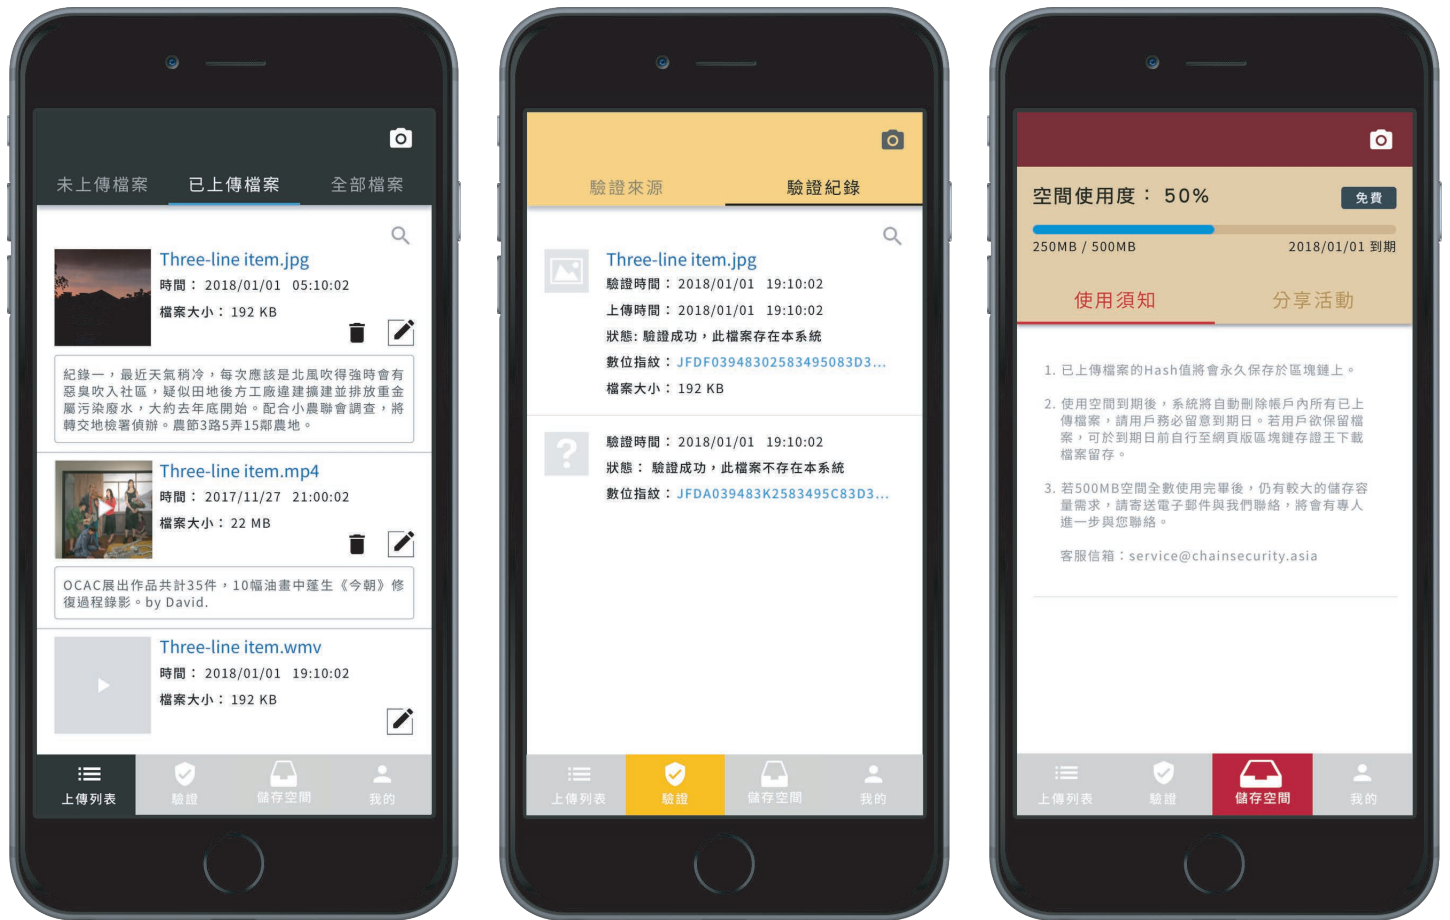 未上傳檔案 已上傳檔案 全部檔案
Three-line item.jpg
時間： 2018/01/01 05:10:02
檔案大小： 192 KB
紀錄一，最近天氣稍冷，每次應該是北風吹得強時會有
惡臭吹入社區，疑似田地後方工廠違建擴建並排放重金
屬污染廢水，大約去年底開始。配合小農聯會調查，將
轉交地檢署偵辦。農節3路5弄15鄰農地。
Three-line item.mp4
時間： 2017/11/27 21:00:02
檔案大小： 22 MB
OCAC展出作品共計35件，10幅油畫中蓬生《今朝》修
復過程錄影。by David.
Three-line item.wmv
時間： 2018/01/01 19:10:02
檔案大小： 192 KB
上傳列表 驗證 儲存空間 我的
驗證來源 驗證紀錄
Three-line item.jpg
驗證時間： 2018/01/01 19:10:02
上傳時間： 2018/01/01 19:10:02
狀態: 驗證成功，此檔案存在本系統
數位指紋： JFDF03948302583495083D3...
檔案大小： 192 KB
驗證時間： 2018/01/01 19:10:02
狀態： 驗證成功，此檔案不存在本系統
數位指紋： JFDA039483K2583495C83D3...
上傳列表 驗證 儲存空間 我的
空間使用度： 50% 免費
250MB / 500MB 2018/01/01 到期
使用須知 分享活動
1. 已上傳檔案的Hash值將會永久保存於區塊鏈上。
2. 使用空間到期後，系統將自動刪除帳戶內所有已上
傳檔案，請用戶務必留意到期日。若用戶欲保留檔
案，可於到期日前自行至網頁版區塊鏈存證王下載
檔案留存。
3. 若500MB空間全數使用完畢後，仍有較大的儲存容
量需求，請寄送電子郵件與我們聯絡，將會有專人
進一步與您聯絡。
客服信箱：service@chainsecurity.asia
上傳列表 驗證 儲存空間 我的